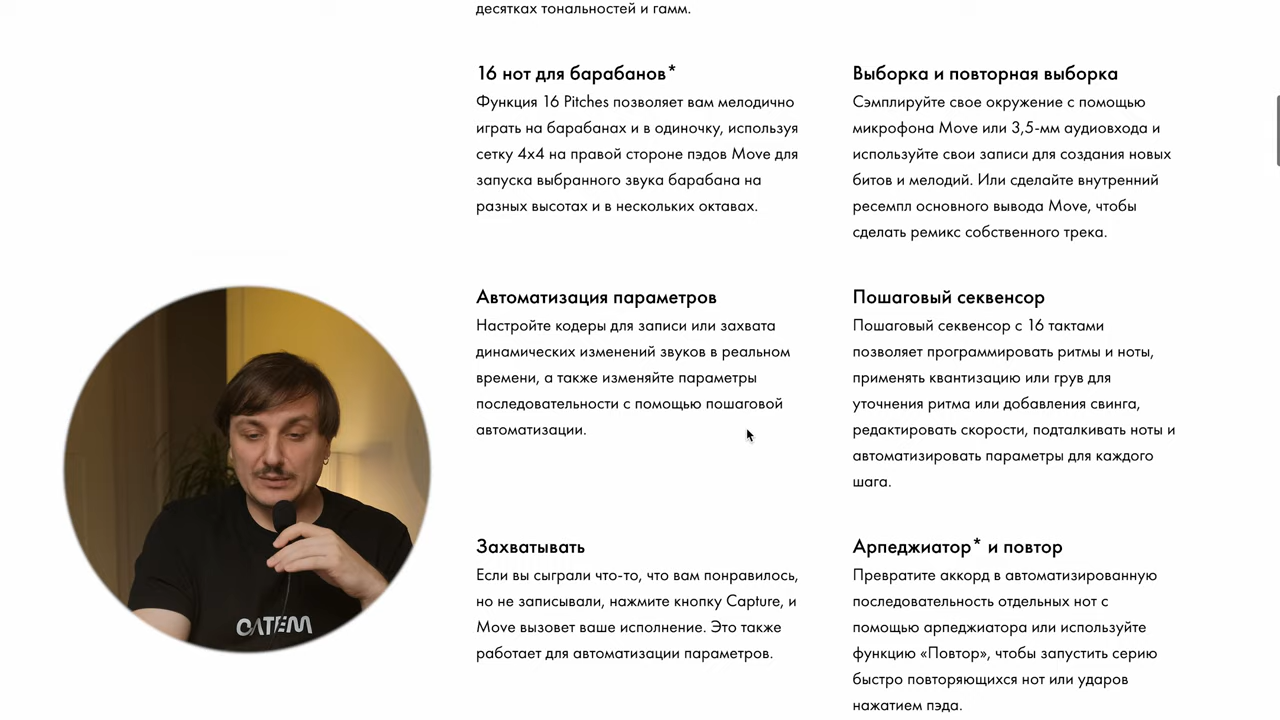 десятках тональностей и гамм.
16 нот для барабанов*
Функция 16 Pitches позволяет вам мелодично
играть на барабанах и в одиночку, используя
сетку 4x4 на правой стороне пэдов Move для
запуска выбранного звука барабана на
разных высотах и в нескольких октавах.
Выборка и повторная выборка
Сэмплируйте свое окружение с помощью
микрофона Move или 3,5-мм аудиовхода и
используйте свои записи для создания новых
битов и мелодий. Или сделайте внутренний
ресемпл основного вывода Move, чтобы
сделать ремикс собственного трека.
Автоматизация параметров
Настройте кодеры для записи или захвата
динамических изменений звуков в реальном
времени, а также изменяйте параметры
последовательности с помощью пошаговой
автоматизации.
Пошаговый секвенсор
Пошаговый секвенсор с 16 тактами
позволяет программировать ритмы и ноты,
применять квантизацию или грув для
уточнения ритма или добавления свинга,
редактировать скорости, подталкивать ноты и
автоматизировать параметры для каждого
шага.
Захватывать
Если вы сыграли что-то, что вам понравилось,
но не записывали, нажмите кнопку Capture, и
Move вызовет ваше исполнение. Это также
работает для автоматизации параметров.
Арпеджиатор* и повтор
Превратите аккорд в автоматизированную
последовательность отдельных нот с
помощью арпеджиатора или используйте
функцию «Повтор», чтобы запустить серию
быстро повторяющихся нот или ударов
нажатием пэда.